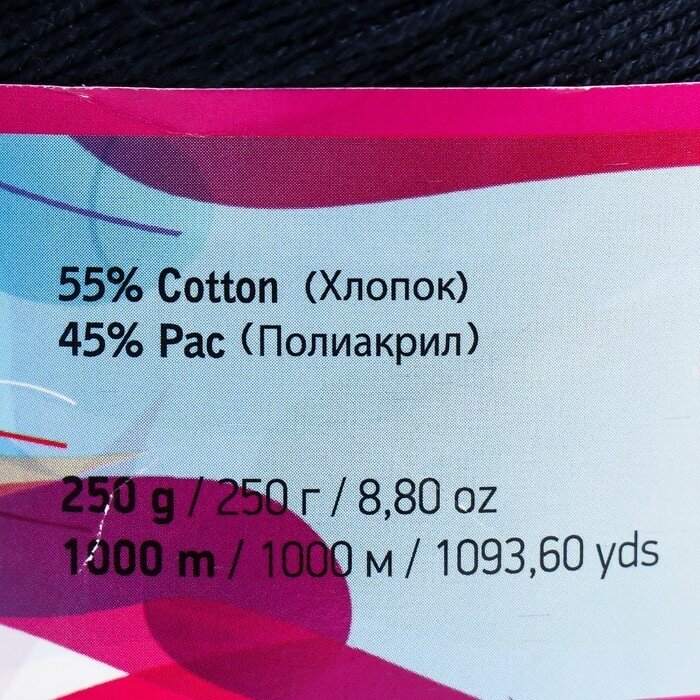 55% Cotton (Хлопок)
45% Pac (Полиакрил)
250 g / 250 г / 8,80 oz
1000 m / 1000 м / 1093,60 yds